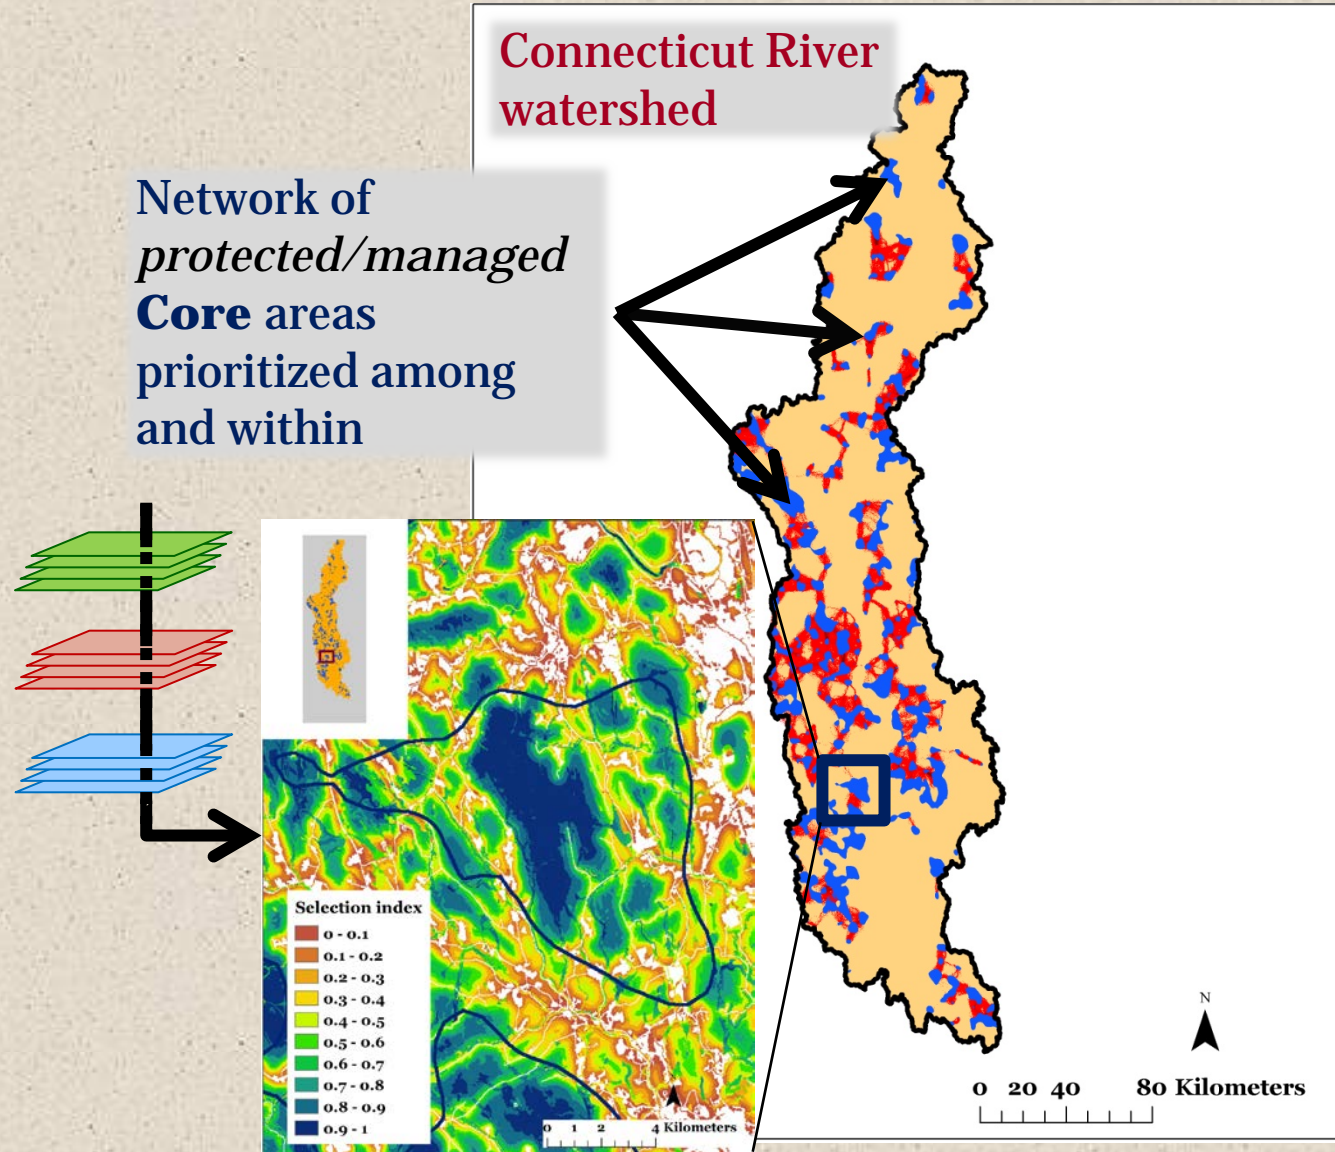 Connecticut River
watershed
Network of
protected/managed
Core areas
prioritized among
and within
Selection index
0 - 0.1
0.1 - 0.2
0.2 - 0.3
0.3 - 0.4
0.4 - 0.5
0.5 - 0.6
0.6 - 0.7
0.7 - 0.8
0.8 - 0.9
0.9 - 1
0 1 2 4 Kilometers
N
0 20 40 80 Kilometers